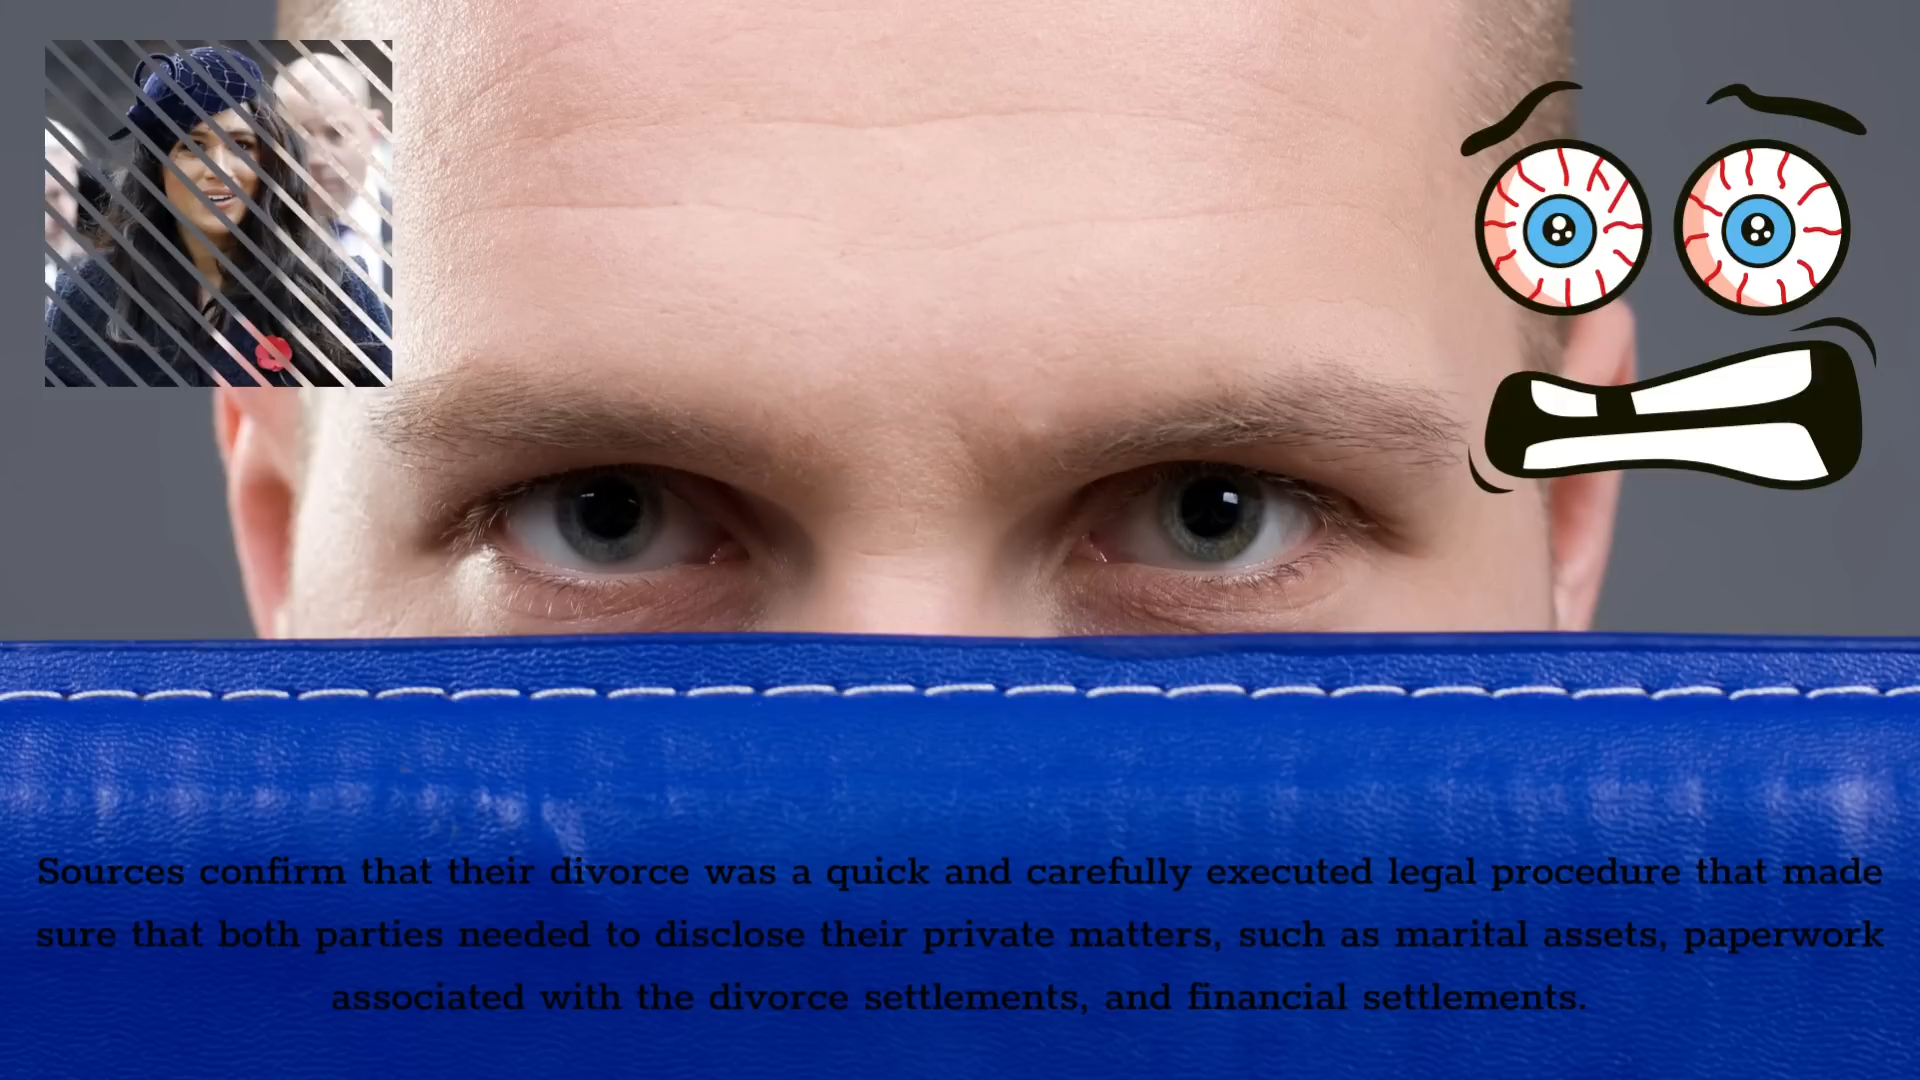 Sources confirm that their divorce was a quick and carefully executed legal procedure that made
sure that both parties needed to disclose their private matters, such as marital assets, paperwork
associated with the divorce settlements, and financial settlements.